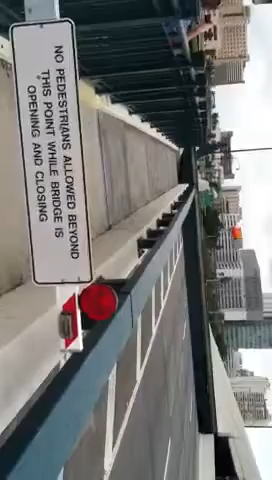 NO PEDESTRIANS ALLOWED BEYOND
THIS POINT WHILE BRIDGE IS
OPENING AND CLOSING